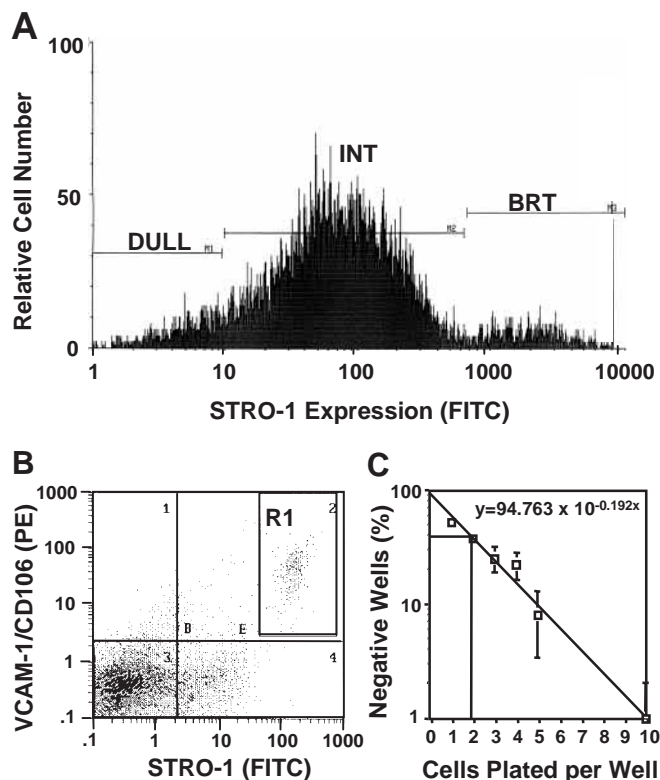 A
100
50
0
Relative Cell Number
DULL
M1
INT
M2
BRT
M3
1
10
100
1000
10000
STRO-1 Expression (FITC)
B
VCAM-1/CD106 (PE)
1000
100
10
1
.1
1
R1
2
B
E
3
4
.1
1
10
100
1000
STRO-1 (FITC)
C
Negative Wells (%)
100
10
1
y=94.763 x 10-0.192x
0 1 2 3 4 5 6 7 8 9 10
Cells Plated per Well